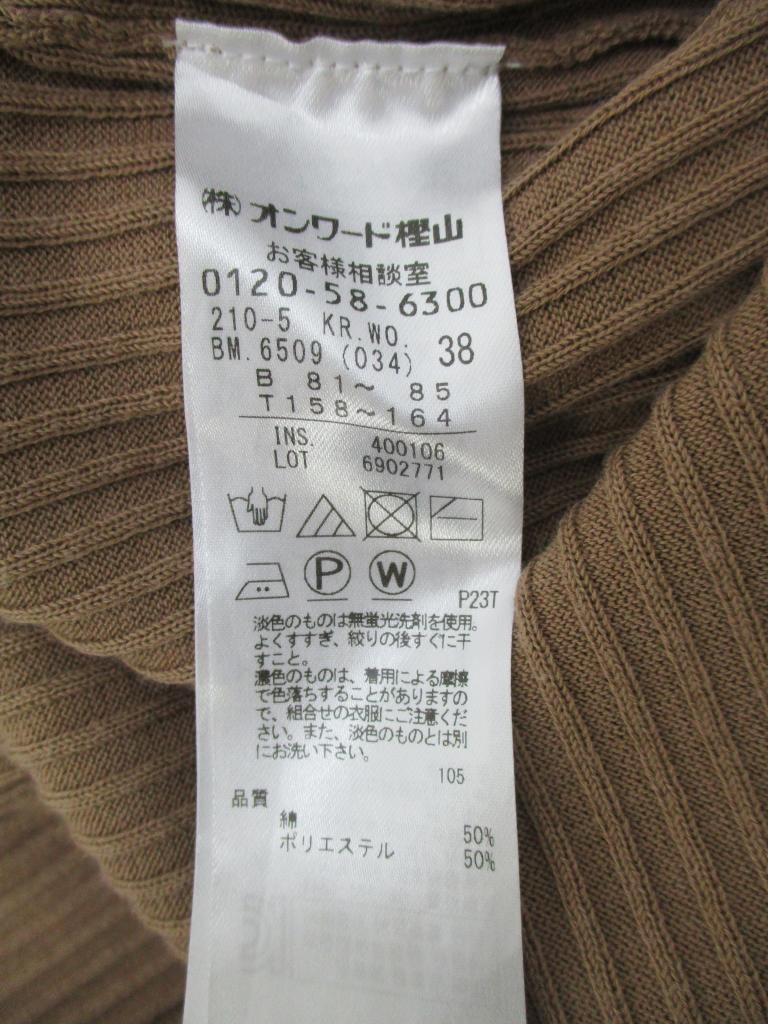 ㈱オンワード樫山
お客様相談室
0120-58-6300
210-5 KR.WO.
BM.6509 (034) 38
B 81～ 85
T158～164
INS. 400106
LOT 6902771
P W
P23T
淡色のものは無蛍光洗剤を使用。
よくすすぎ、絞りの後すぐに干
すこと。
濃色のものは、着用による摩擦
で色落ちすることがありますの
で、組合せの衣服にご注意くだ
さい。また、淡色のものとは別
にお洗い下さい。
105
品質
綿 50%
ポリエステル 50%